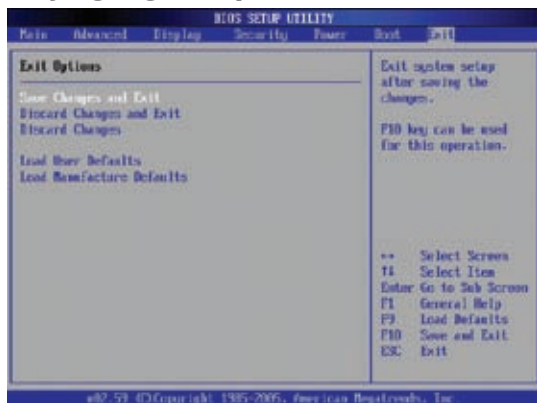 BIOS SETUP UTILITY
Main Advanced Display Security Power Boot Exit
Exit Options
Save Changes and Exit
Discard Changes and Exit
Discard Changes
Load User Defaults
Load Manufacture Defaults
Exit system setup
after saving the
changes.
F10 key can be used
for this operation.
↔ Select Screen
↑↓ Select Item
Enter Go to Sub Screen
F1 General Help
F9 Load Defaults
F10 Save and Exit
ESC Exit
v02.59 (C)Copyright 1985-2005, American Megatrends, Inc